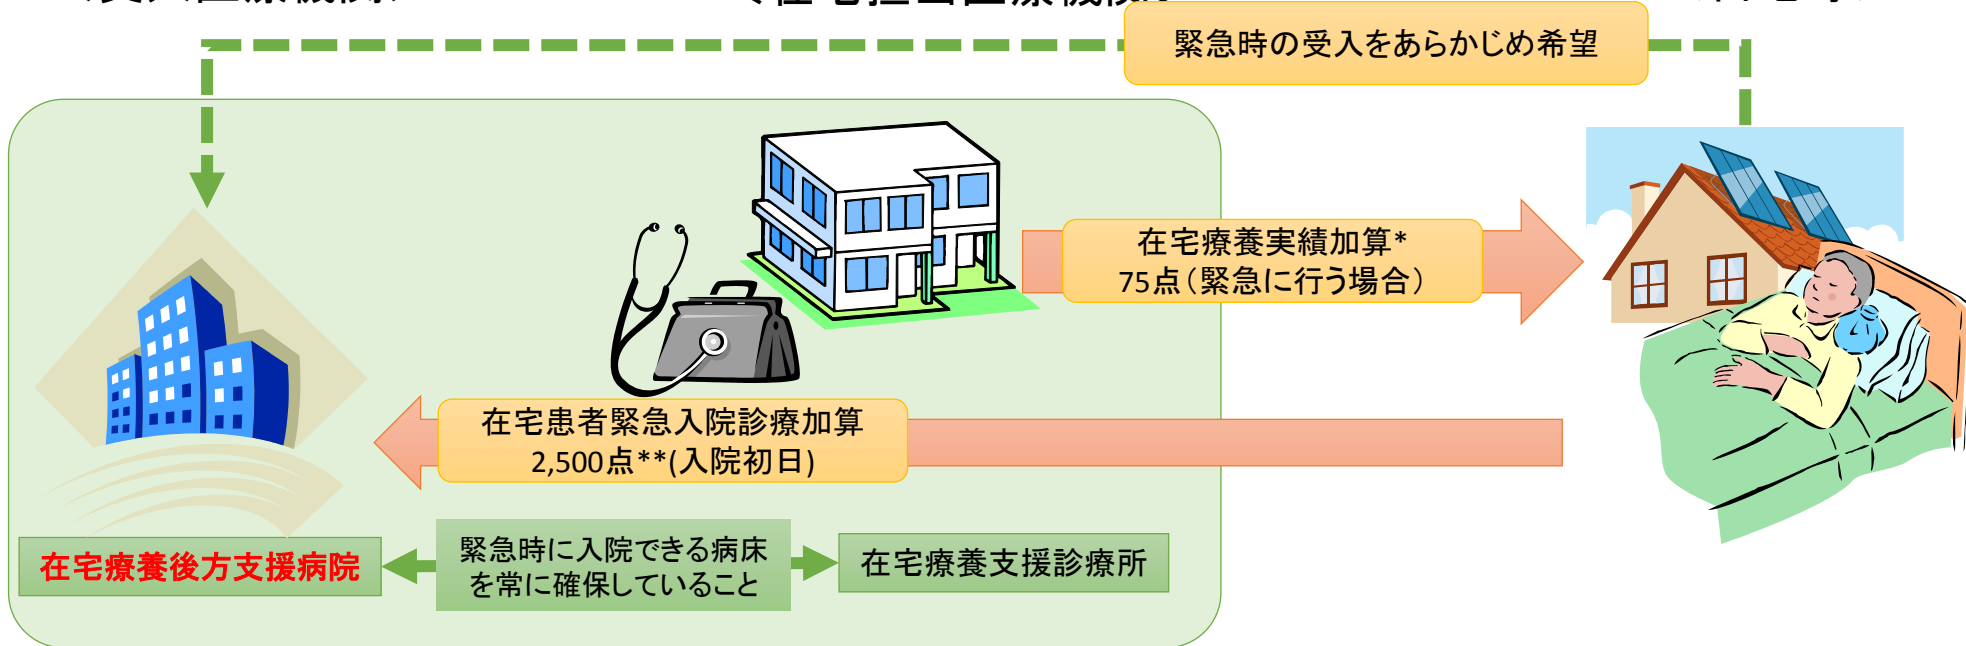 緊急時の受入をあらかじめ希望
在宅療養実績加算*
75点（緊急に行う場合）
在宅患者緊急入院診療加算
2,500点**(入院初日)
在宅療養後方支援病院
緊急時に入院できる病床
を常に確保していること
在宅療養支援診療所